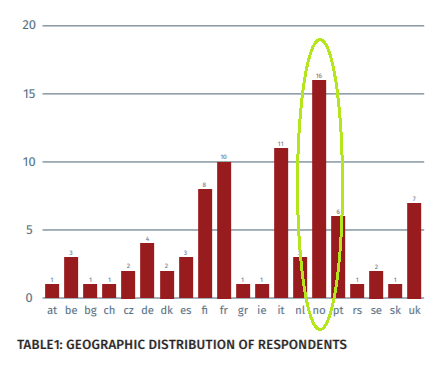 20
15
10
5
0
1 3 1 1 2 4 2 3 8 10 1 1 11 3 16 6 1 2 1 7
at be bg ch cz de dk es fi fr gr ie it nl no pt rs se sk uk
TABLE1: GEOGRAPHIC DISTRIBUTION OF RESPONDENTS